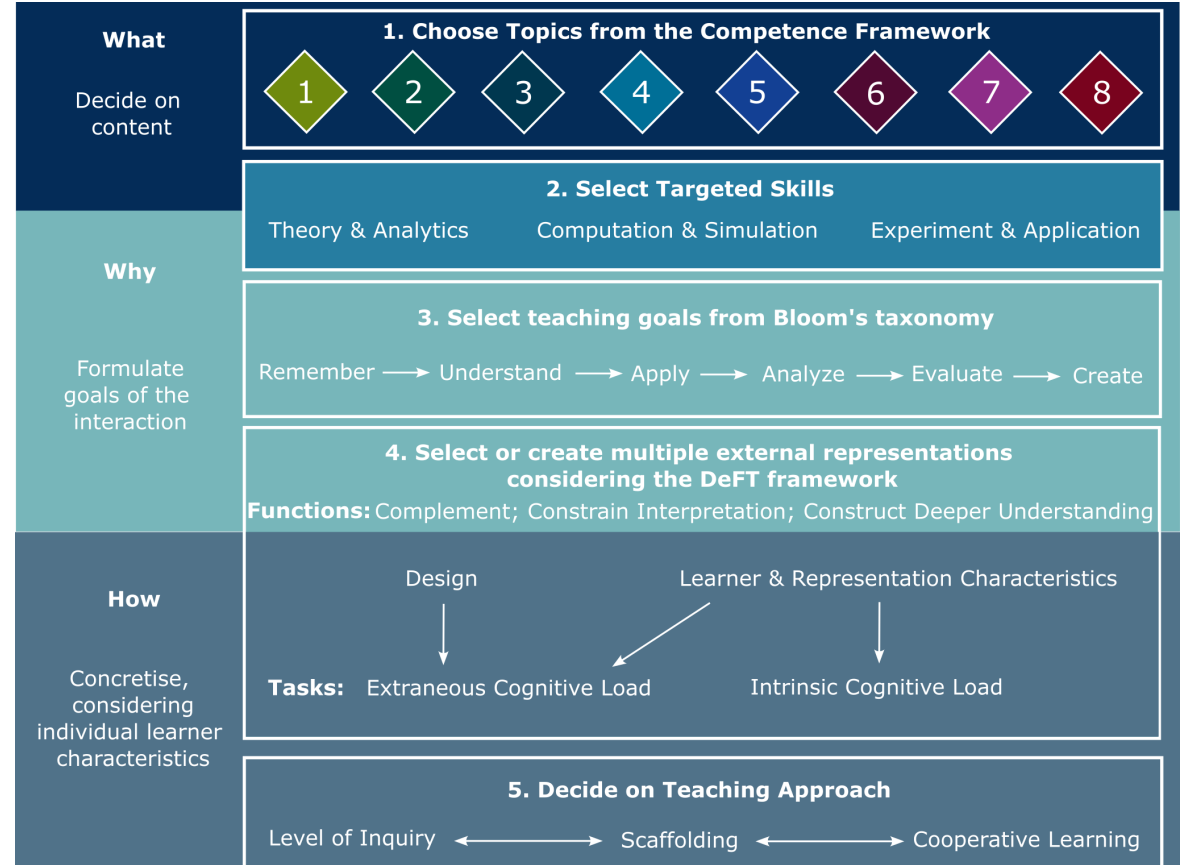 What
Decide on
content
1. Choose Topics from the Competence Framework
1 2 3 4 5 6 7 8
2. Select Targeted Skills
Theory & Analytics Computation & Simulation Experiment & Application
Why
Formulate
goals of the
interaction
3. Select teaching goals from Bloom's taxonomy
Remember Understand Apply Analyze Evaluate Create
4. Select or create multiple external representations
considering the DeFT framework
Functions: Complement; Constrain Interpretation; Construct Deeper Understanding
How
Concretise,
considering
individual learner
characteristics
Design Learner & Representation Characteristics
Tasks: Extraneous Cognitive Load Intrinsic Cognitive Load
5. Decide on Teaching Approach
Level of Inquiry Scaffolding Cooperative Learning